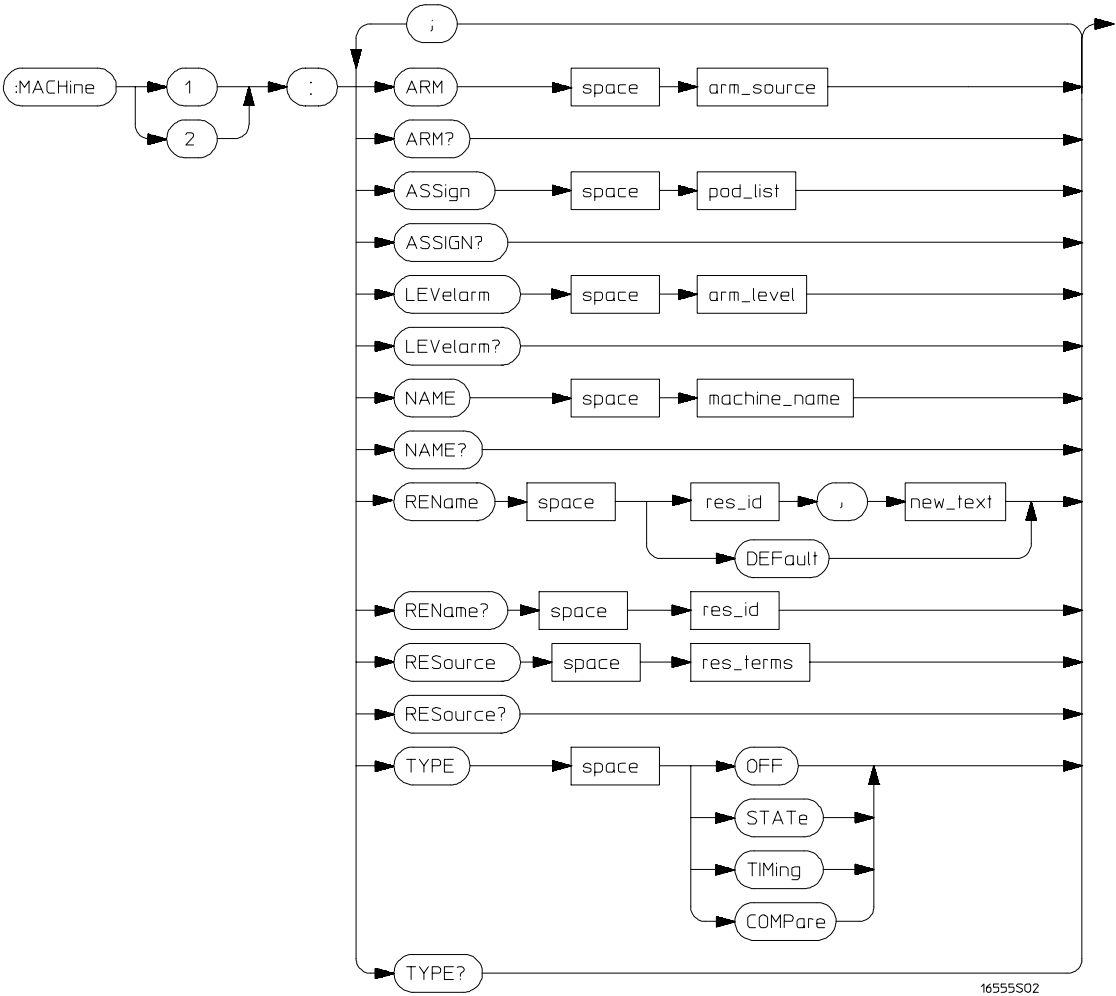 ;
:MACHine 1 : ARM space arm_source
2 ARM?
ASSign space pod_list
ASSIGN?
LEVelarm space arm_level
LEVelarm?
NAME space machine_name
NAME?
REName space res_id , new_text
DEFault
REName? space res_id
RESource space res_terms
RESource?
TYPE space OFF
STATe
TIMing
COMPare
TYPE?
16555S02